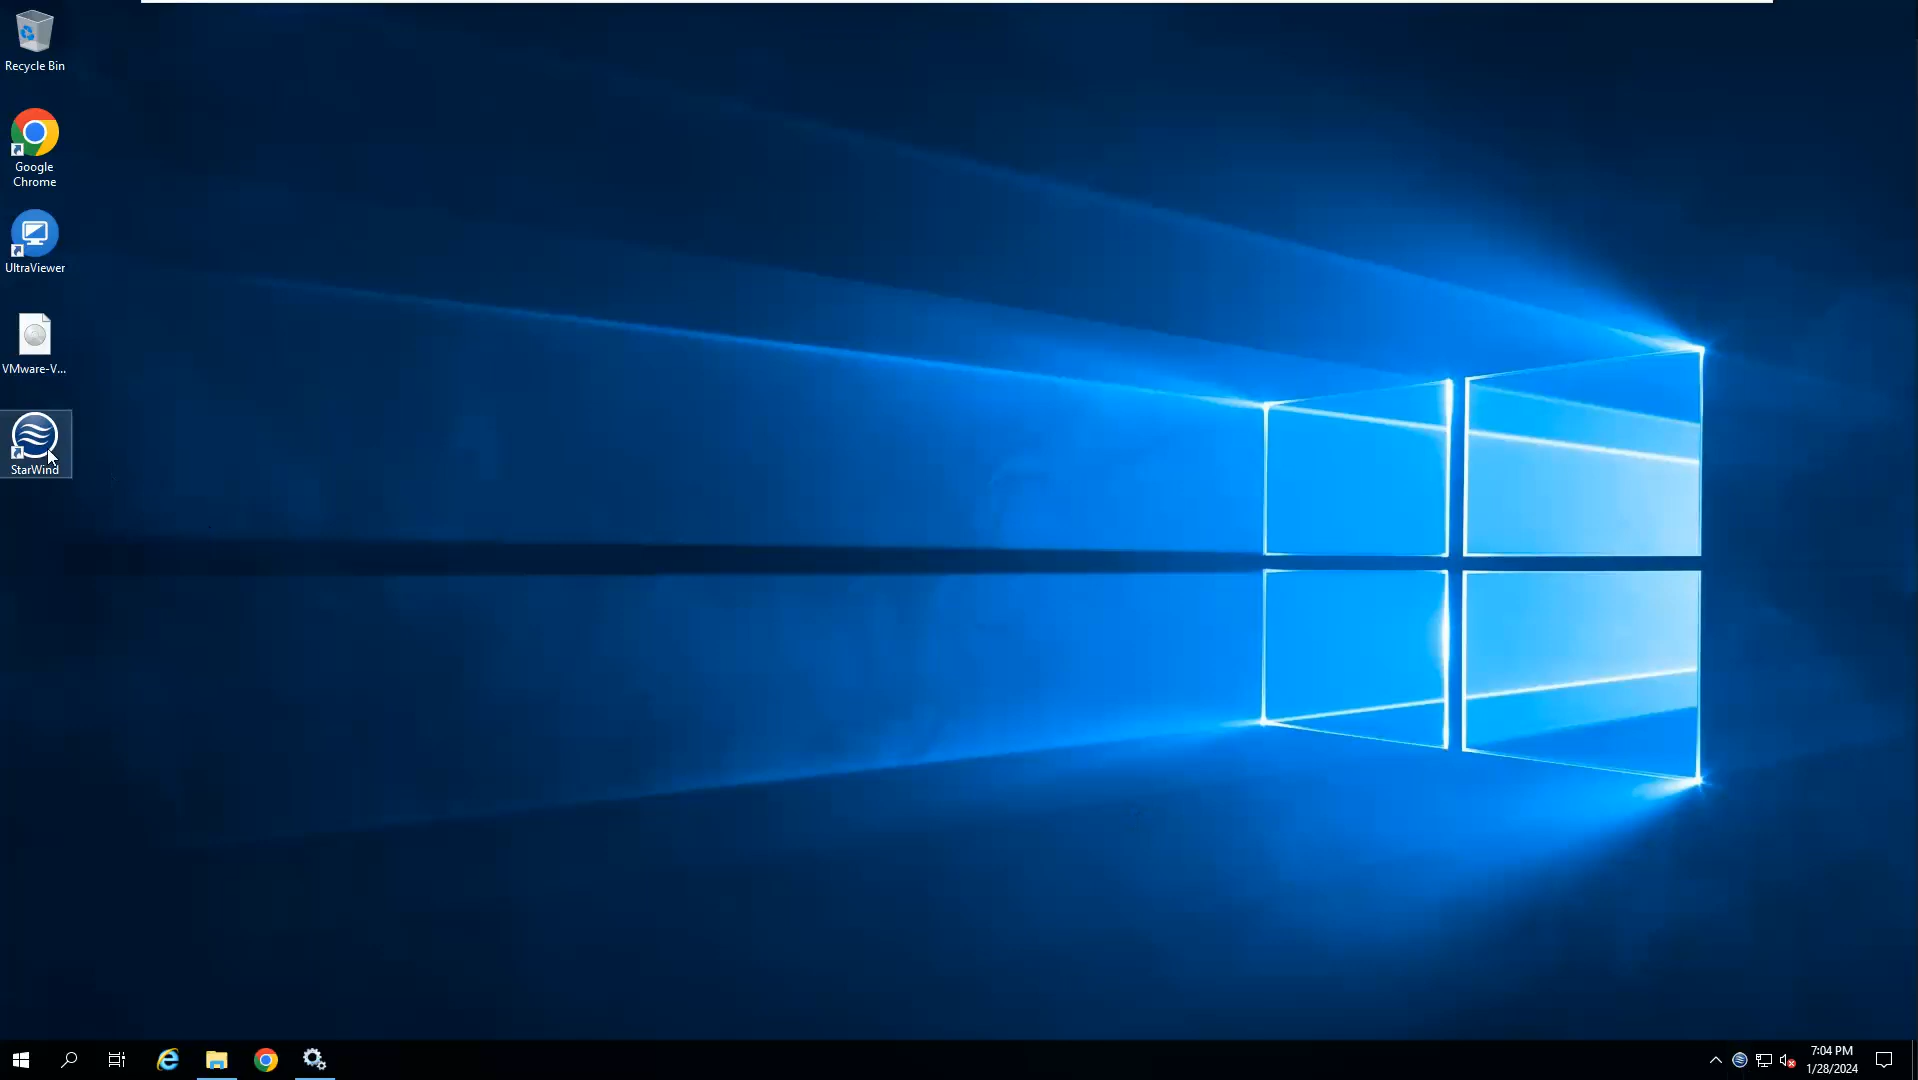 Recycle Bin
Google
Chrome
UltraViewer
VMware-V...
StarWind
7:04 PM
1/28/2024